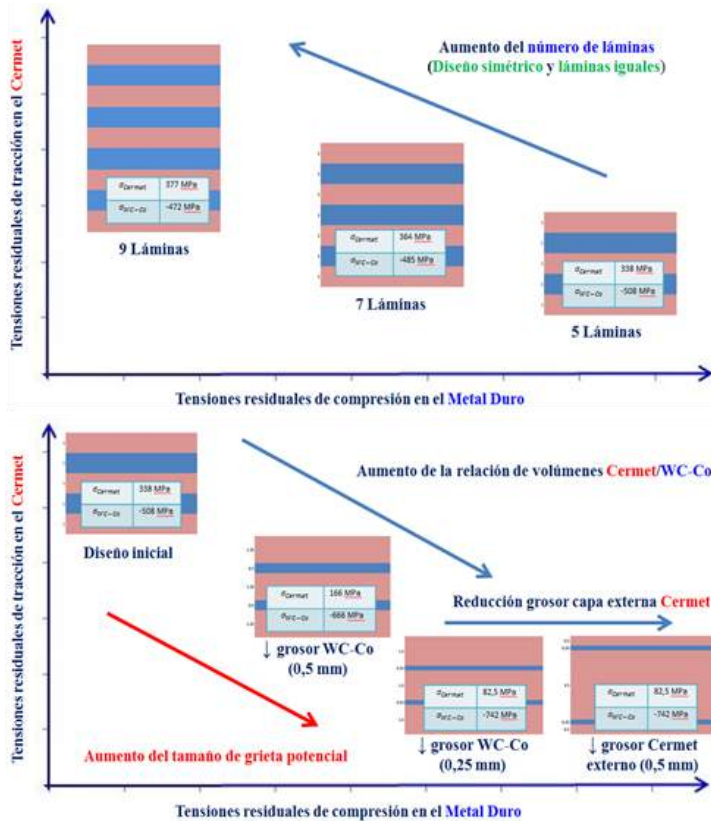 Tensiones residuales de tracción en el Cermet
Aumento del número de láminas
(Diseño simétrico y láminas iguales)
σCermet 377 MPa
σWC−Co -472 MPa
9 Láminas
σCermet 364 MPa
σWC−Co -485 MPa
7 Láminas
σCermet 338 MPa
σWC−Co -508 MPa
5 Láminas
Tensiones residuales de compresión en el Metal Duro
Tensiones residuales de tracción en el Cermet
Aumento de la relación de volúmenes Cermet/WC-Co
σCermet 338 MPa
σWC−Co -508 MPa
Diseño inicial
σCermet 166 MPa
σWC−Co -666 MPa
↓ grosor WC-Co
(0,5 mm)
Reducción grosor capa externa Cermet
σCermet 82,5 MPa
σWC−Co -742 MPa
↓ grosor WC-Co
(0,25 mm)
σCermet 82,5 MPa
σWC−Co -742 MPa
↓ grosor Cermet
externo (0,5 mm)
Aumento del tamaño de grieta potencial
Tensiones residuales de compresión en el Metal Duro